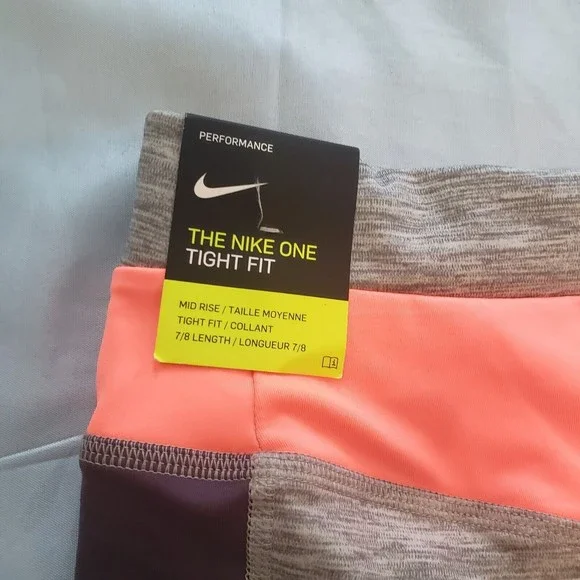 PERFORMANCE
THE NIKE ONE
TIGHT FIT
MID RISE / TAILLE MOYENNE
TIGHT FIT / COLLANT
7/8 LENGTH / LONGUEUR 7/8